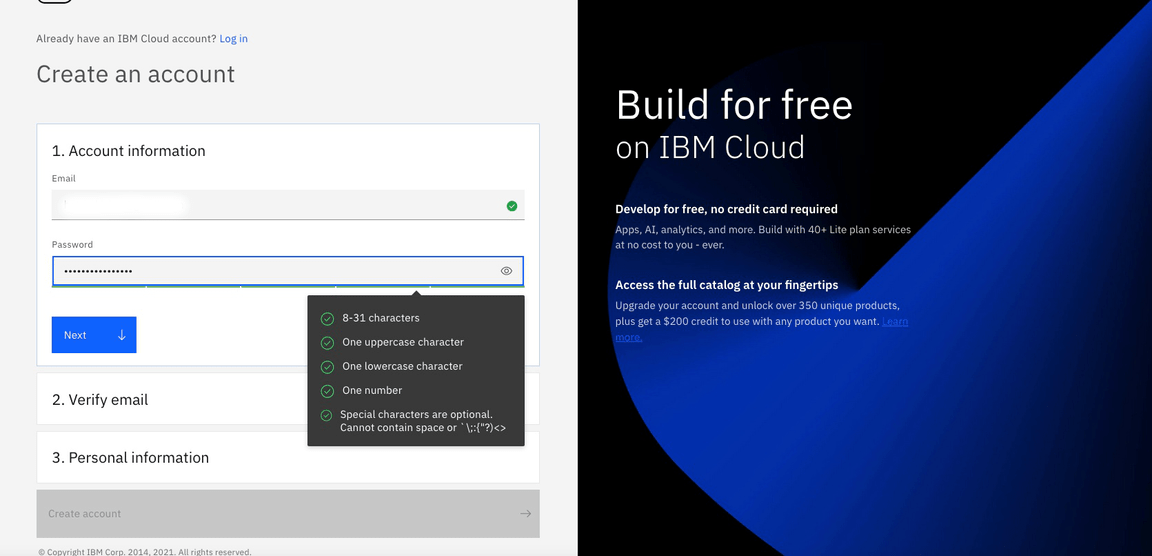 Already have an IBM Cloud account? Log in
Create an account
1. Account information
Email
Password
••••••••••••••••
Next
8-31 characters
One uppercase character
One lowercase character
One number
Special characters are optional.
Cannot contain space or `\;:{"?)<>
2. Verify email
3. Personal information
Create account
© Copyright IBM Corp. 2014, 2021. All rights reserved.
Build for free
on IBM Cloud
Develop for free, no credit card required
Apps, AI, analytics, and more. Build with 40+ Lite plan services
at no cost to you - ever.
Access the full catalog at your fingertips
Upgrade your account and unlock over 350 unique products,
plus get a $200 credit to use with any product you want. Learn
more.